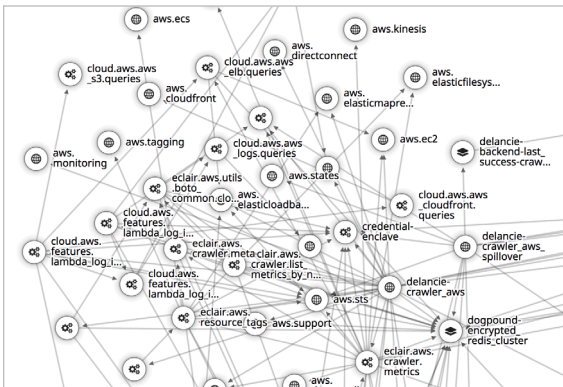 aws.ecs
aws.kinesis
aws.
directconnect
cloud.aws.aws
_elb.queries
cloud.aws.aws
_s3.queries
aws.
elasticfilesys...
aws.
cloudfront
aws.
elasticmapre...
aws.tagging
cloud.aws.aws
_logs.queries
aws.ec2
delancie-
backend-last_
success-craw...
aws.
monitoring
eclair.aws.utils
.boto_
common.clo...
aws.states
aws.
elasticloadba...
cloud.aws.aws
_cloudfront.
queries
cloud.aws.
features.
lambda_log_i...
credential-
enclave
cloud.aws.
features.
lambda_log_i...
eclair.aws.
crawler.meta
clair.aws.
crawler.list_
metrics_by_n...
delancie-
crawler_aws_
spillover
cloud.aws.
features.
lambda_log_i...
aws.sts
delancie-
crawler_aws
eclair.aws.
resource_tags
aws.support
dogpound-
encrypted_
redis_cluster
eclair.aws.
crawler.
metrics
aws.